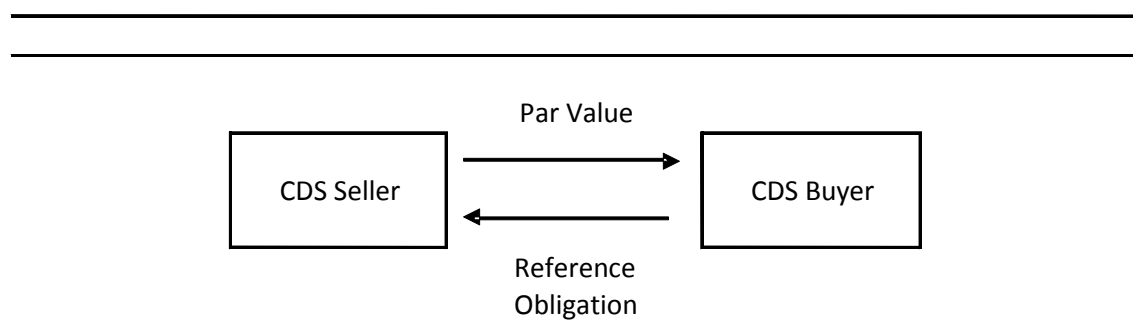 Par Value
CDS Seller
CDS Buyer
Reference
Obligation